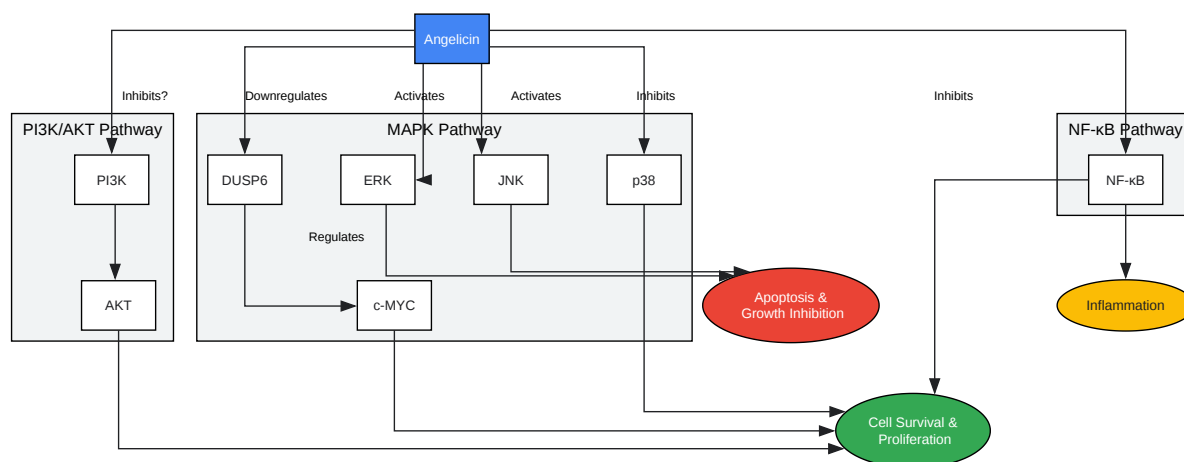 Angelicin
Inhibits?
Downregulates
Activates
Activates
Inhibits
Inhibits
PI3K/AKT Pathway
MAPK Pathway
NF-κB Pathway
PI3K
DUSP6
ERK
JNK
p38
NF-κB
Regulates
AKT
c-MYC
Apoptosis &
Growth Inhibition
Inflammation
Cell Survival &
Proliferation